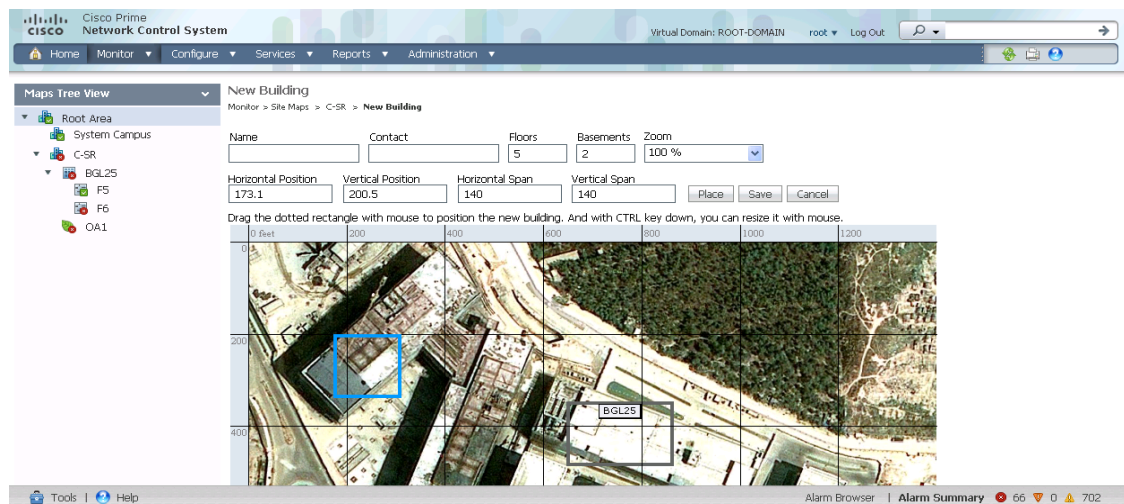 Cisco Prime
CISCO Network Control System
Virtual Domain: ROOT-DOMAIN root ▼ Log Out
Home Monitor ▼ Configure ▼ Services ▼ Reports ▼ Administration ▼
Maps Tree View
Root Area
System Campus
C-SR
BGL25
F5
F6
OA1
New Building
Monitor > Site Maps > C-SR > New Building
Name Contact Floors Basements Zoom
5 2 100 %
Horizontal Position Vertical Position Horizontal Span Vertical Span
173.1 200.5 140 140 Place Save Cancel
Drag the dotted rectangle with mouse to position the new building. And with CTRL key down, you can resize it with mouse.
0 feet 200 400 600 800 1000 1200
0
200
BGL25
400
Tools | Help Alarm Browser | Alarm Summary 66 0 702